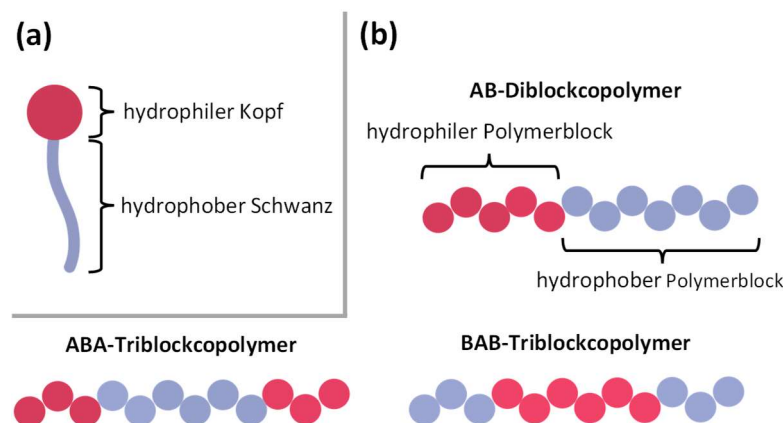 (a)
hydrophiler Kopf
hydrophober Schwanz
(b)
AB-Diblockcopolymer
hydrophiler Polymerblock
hydrophober Polymerblock
ABA-Triblockcopolymer
BAB-Triblockcopolymer